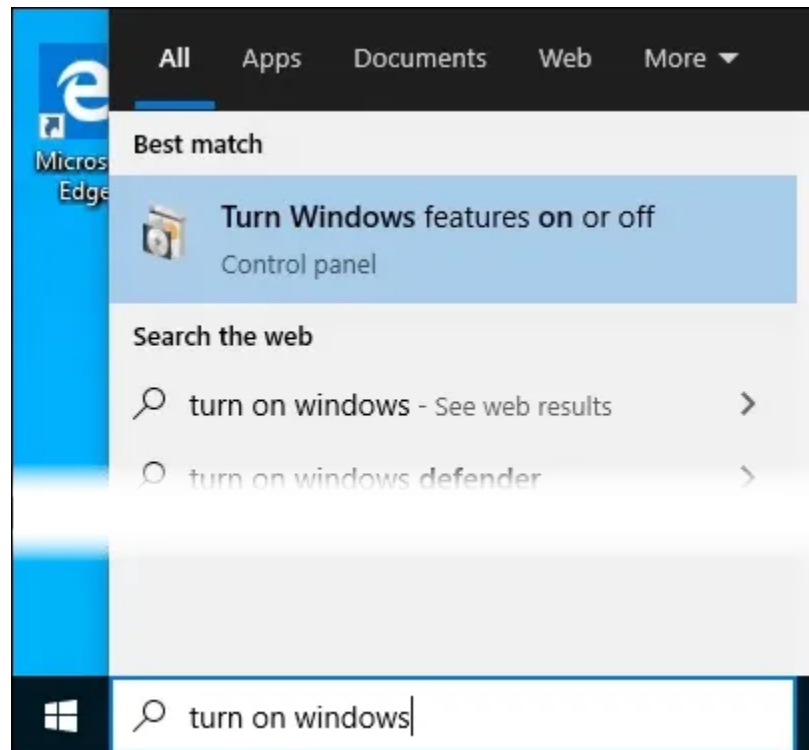 All Apps Documents Web More
Micros
Edge
Best match
Turn Windows features on or off
Control panel
Search the web
turn on windows - See web results
turn on windows defender
turn on windows